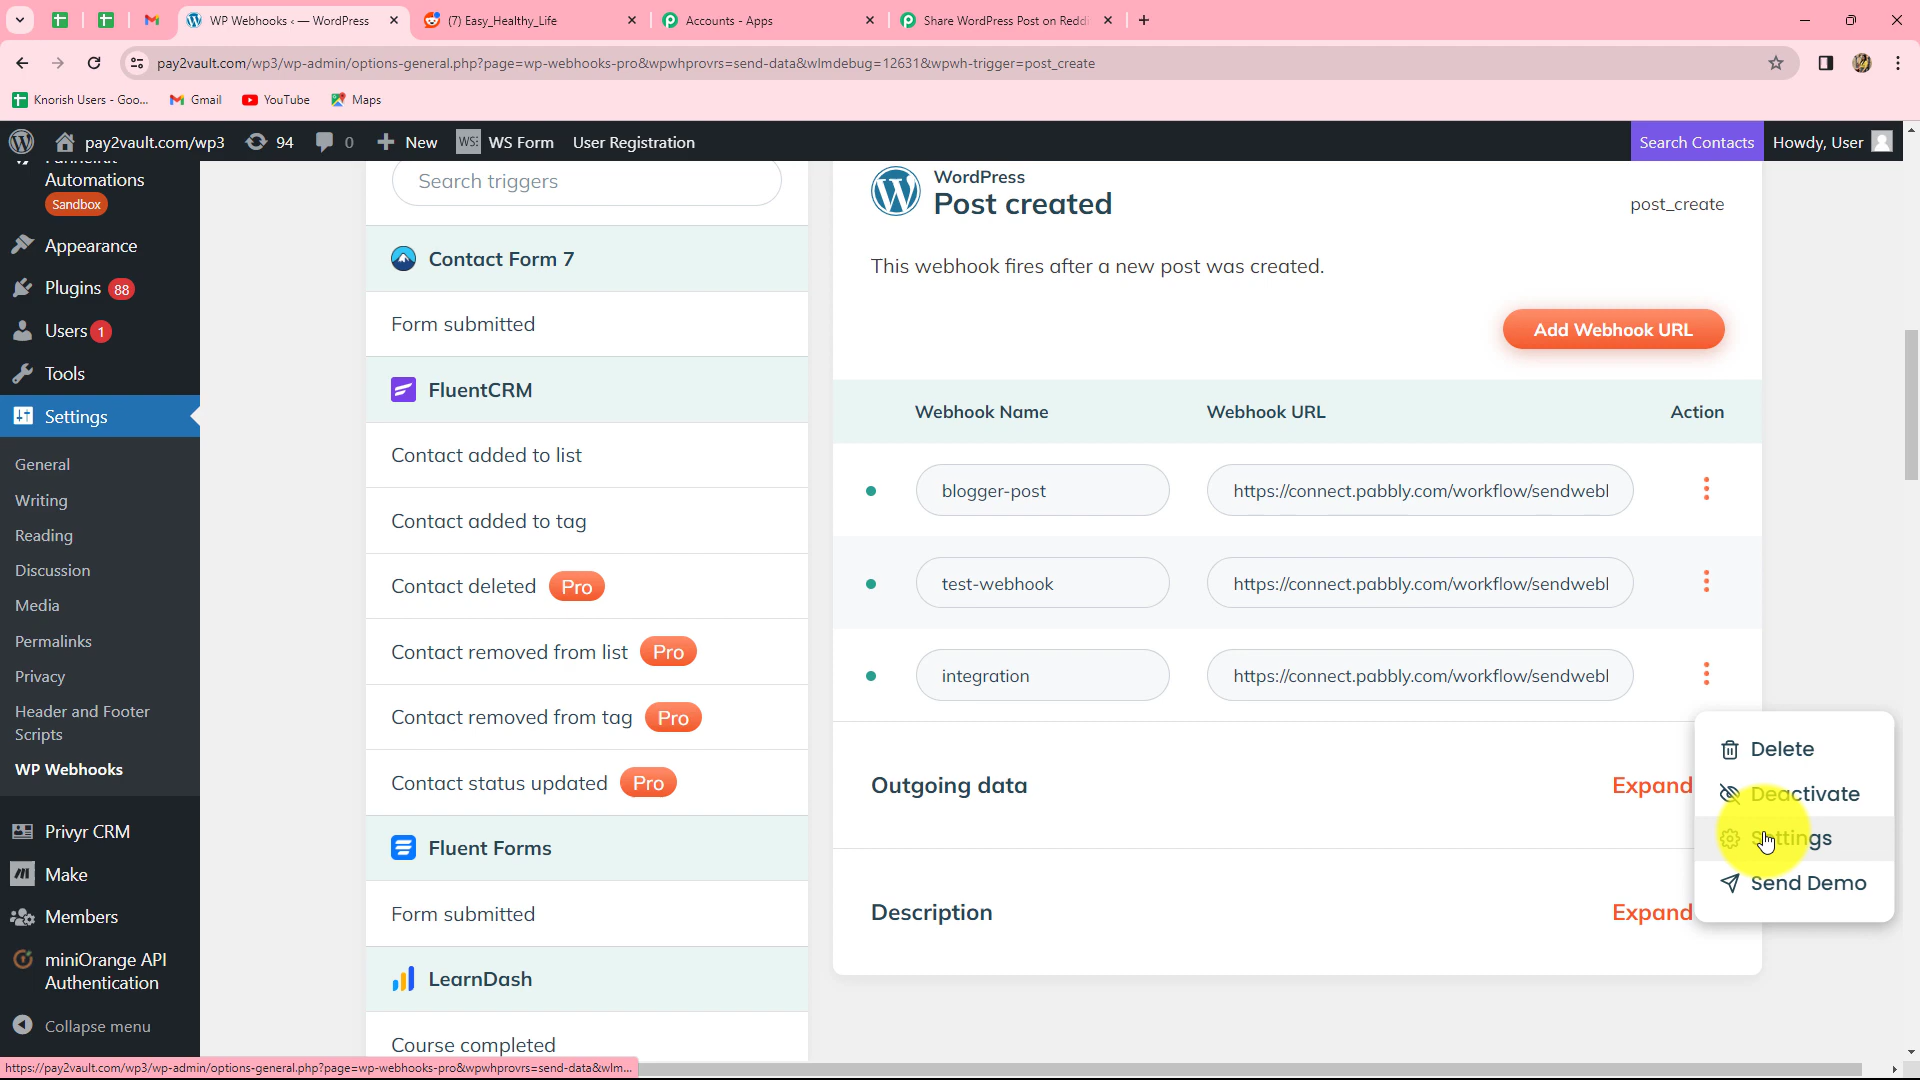 WP Webhooks ‹ — WordPress
(7) Easy_Healthy_Life
Accounts - Apps
Share WordPress Post on Reddi
pay2vault.com/wp3/wp-admin/options-general.php?page=wp-webhooks-pro&wpwhprovrs=send-data&wlmdebug=12631&wpwh-trigger=post_create
Knorish Users - Goo...
Gmail
YouTube
Maps
pay2vault.com/wp3
94
0
New
WS Form
User Registration
Search Contacts
Howdy, User
Automations
Sandbox
Appearance
Plugins 88
Users 1
Tools
Settings
General
Writing
Reading
Discussion
Media
Permalinks
Privacy
Header and Footer
Scripts
WP Webhooks
Privyr CRM
Make
Members
miniOrange API
Authentication
Collapse menu
Search triggers
Contact Form 7
Form submitted
FluentCRM
Contact added to list
Contact added to tag
Contact deleted Pro
Contact removed from list Pro
Contact removed from tag Pro
Contact status updated Pro
Fluent Forms
Form submitted
LearnDash
Course completed
WordPress
Post created
post_create
This webhook fires after a new post was created.
Add Webhook URL
Webhook Name Webhook URL Action
blogger-post https://connect.pabbly.com/workflow/sendwebl
test-webhook https://connect.pabbly.com/workflow/sendwebl
integration https://connect.pabbly.com/workflow/sendwebl
Outgoing data Expand
Description Expand
Delete
Deactivate
Settings
Send Demo
https://pay2vault.com/wp3/wp-admin/options-general.php?page=wp-webhooks-pro&wpwhprovrs=send-data&wlm...